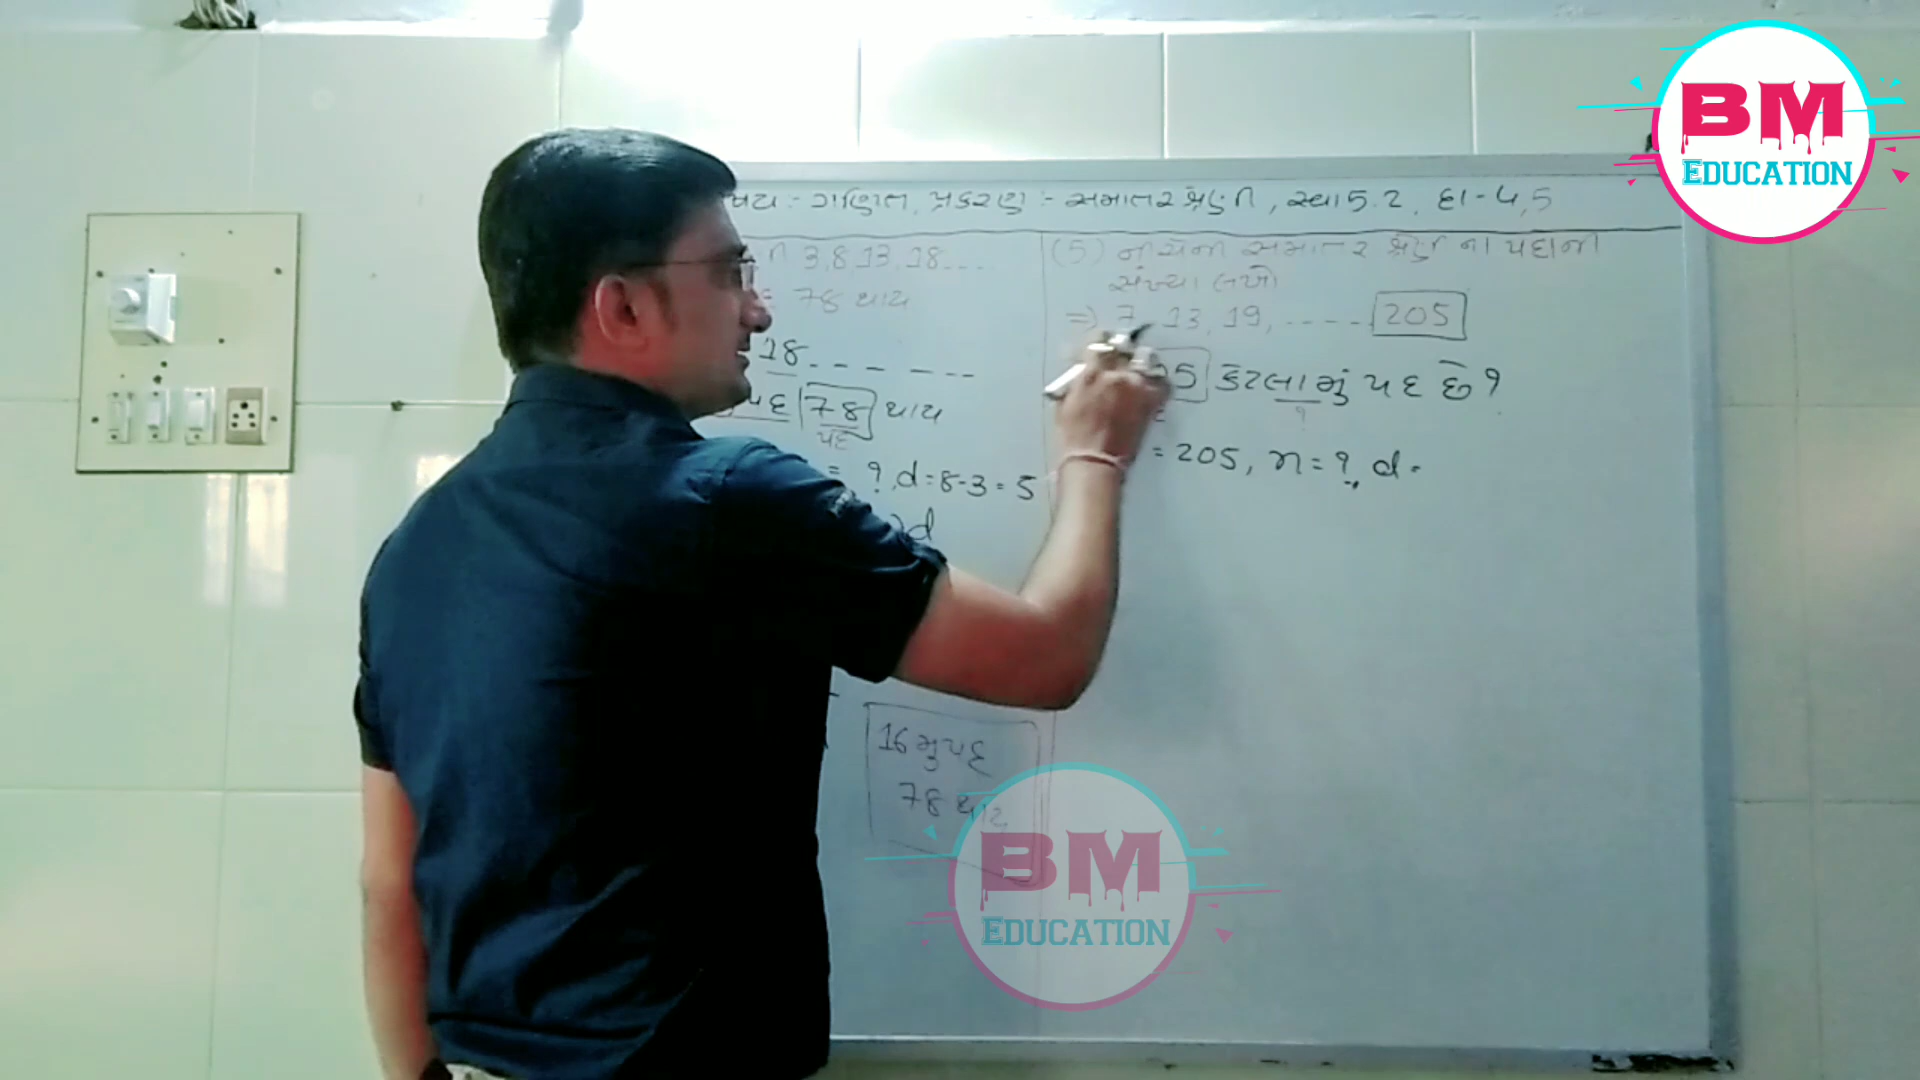 BM
EDUCATION
ગણિત, પ્રકરણ :- સમાંતર શ્રેણી, સ્વા 5.2, દા - 4,5
3,8,13,18....
= 78 થાય
18 - - - - - -
પદ 78 થાય
પદ
= ?, d = 8-3 = 5
)d
16 મુ પદ
78 થાય
(5) નીચેની સમાંતર શ્રેણી ના પદોની
સંખ્યા લખો
=> 7, 13, 19, ----- 205
5 કેટલામું પદ છે ?
?
= 205, n = ?, d =
BM
EDUCATION